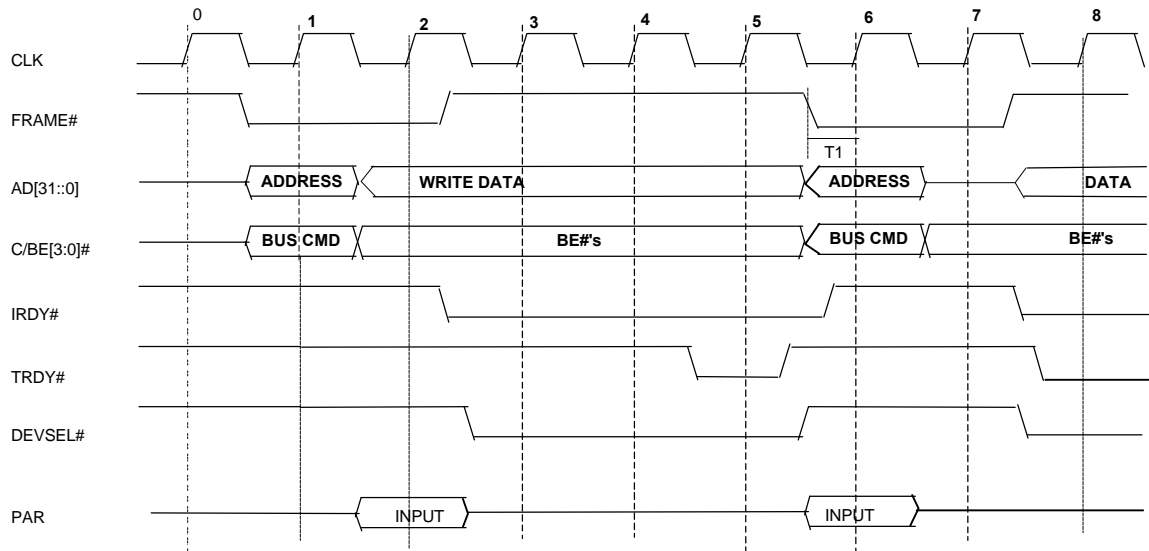 0 1 2 3 4 5 6 7 8
CLK
FRAME#
T1
AD[31::0] ADDRESS WRITE DATA ADDRESS DATA
C/BE[3:0]# BUS CMD BE#'s BUS CMD BE#'s
IRDY#
TRDY#
DEVSEL#
PAR INPUT INPUT